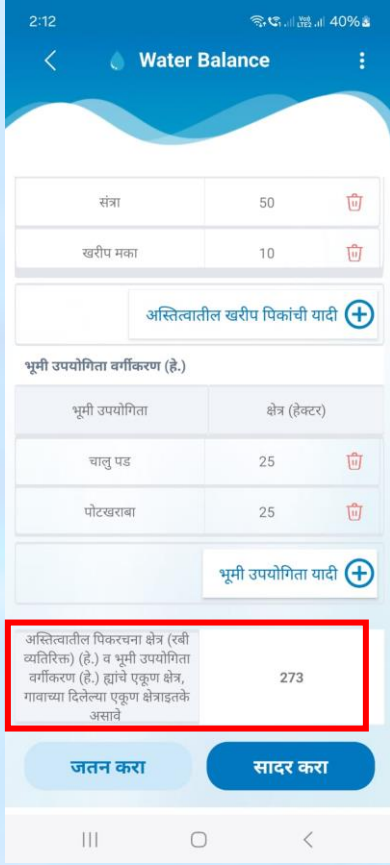 2:12 40%
Water Balance
संत्रा 50
खरीप मका 10
अस्तित्वातील खरीप पिकांची यादी
भूमी उपयोगिता वर्गीकरण (हे.)
भूमी उपयोगिता क्षेत्र (हेक्टर)
चालु पड 25
पोटखराबा 25
भूमी उपयोगिता यादी
अस्तित्वातील पिकरचना क्षेत्र (रबी
व्यतिरिक्त) (हे.) व भूमी उपयोगिता
वर्गीकरण (हे.) ह्यांचे एकूण क्षेत्र,
गावाच्या दिलेल्या एकूण क्षेत्राइतके
असावे
273
जतन करा सादर करा